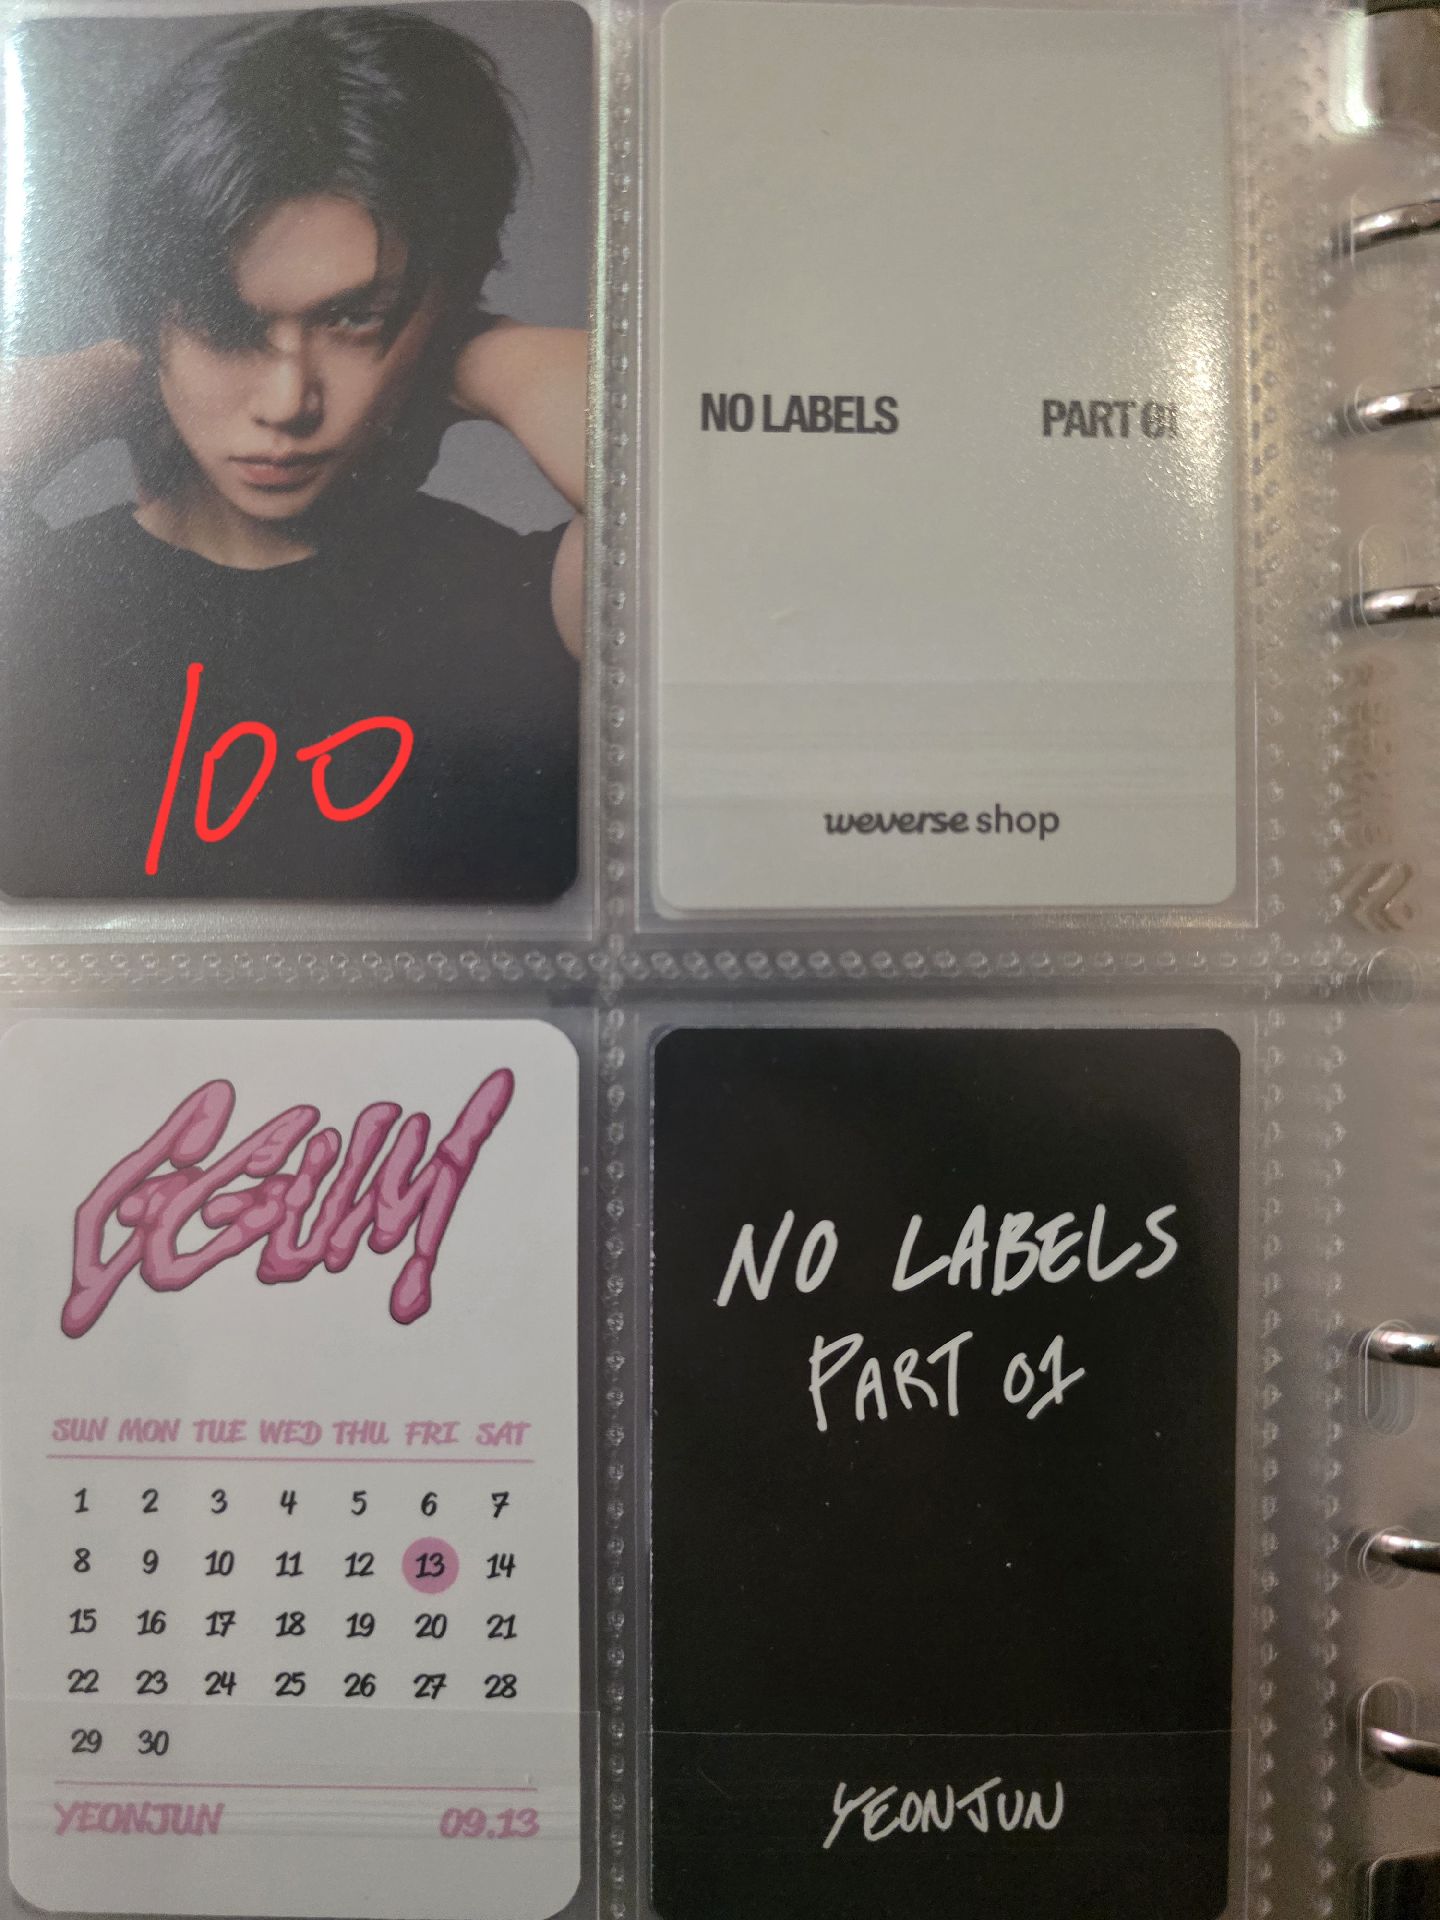 100
NO LABELS PART 01
weverse shop
GGUM
SUN MON TUE WED THU FRI SAT
1 2 3 4 5 6 7
8 9 10 11 12 13 14
15 16 17 18 19 20 21
22 23 24 25 26 27 28
29 30
YEONJUN 09.13
NO LABELS
PART 01
YEONJUN